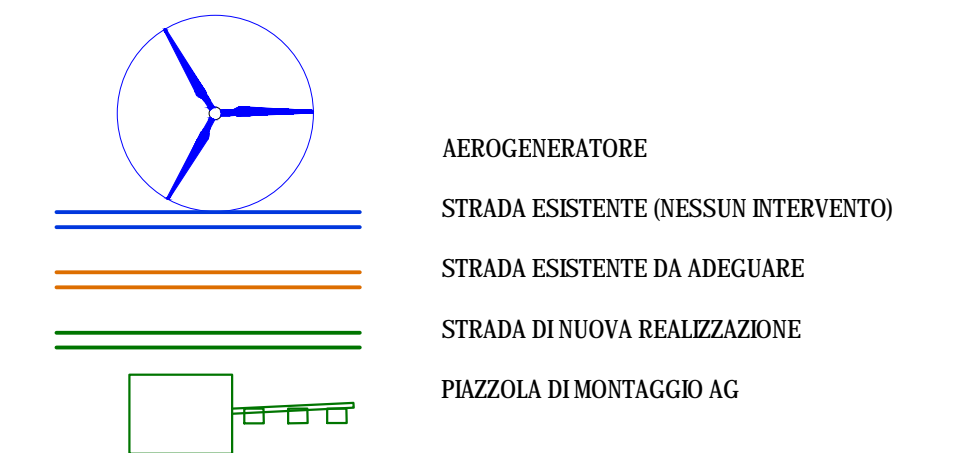 AEROGENERATORE
STRADA ESISTENTE (NESSUN INTERVENTO)
STRADA ESISTENTE DA ADEGUARE
STRADA DI NUOVA REALIZZAZIONE
PIAZZOLA DI MONTAGGIO AG